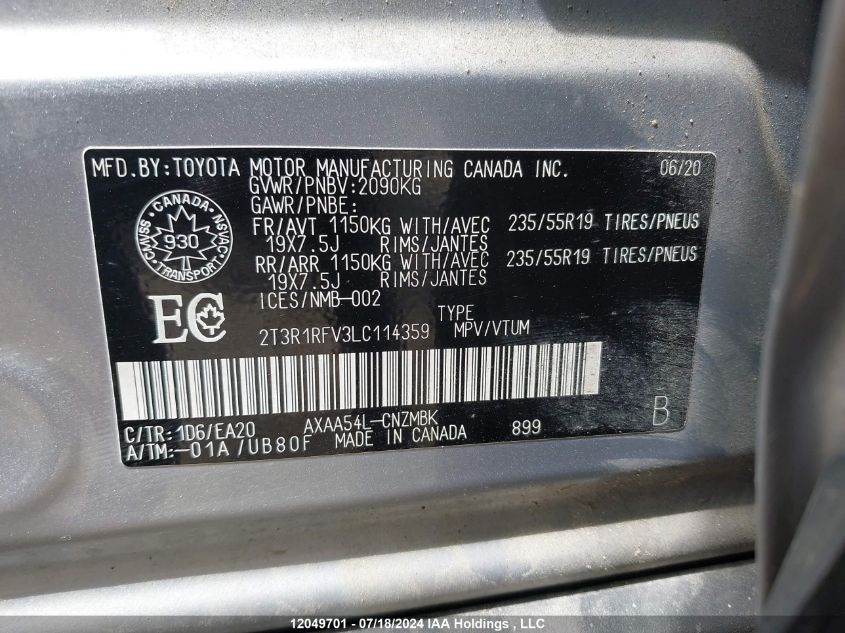 MFD.BY:TOYOTA MOTOR MANUFACTURING CANADA INC. 06/20
GVWR/PNBV:2090KG
GAWR/PNBE:
FR/AVT 1150KG WITH/AVEC 235/55R19 TIRES/PNEUS
19X7.5J RIMS/JANTES
RR/ARR 1150KG WITH/AVEC 235/55R19 TIRES/PNEUS
19X7.5J RIMS/JANTES
ICES/NMB-002
CANADA
CMVSS NSVAC
930
TRANSPORT
EC
TYPE
2T3R1RFV3LC114359 MPV/VTUM
B
C/TR:1D6/EA20 AXAA54L-CNZMBK
A/TM:-01A/UB80F MADE IN CANADA 899
12049701 - 07/18/2024 IAA Holdings, LLC/